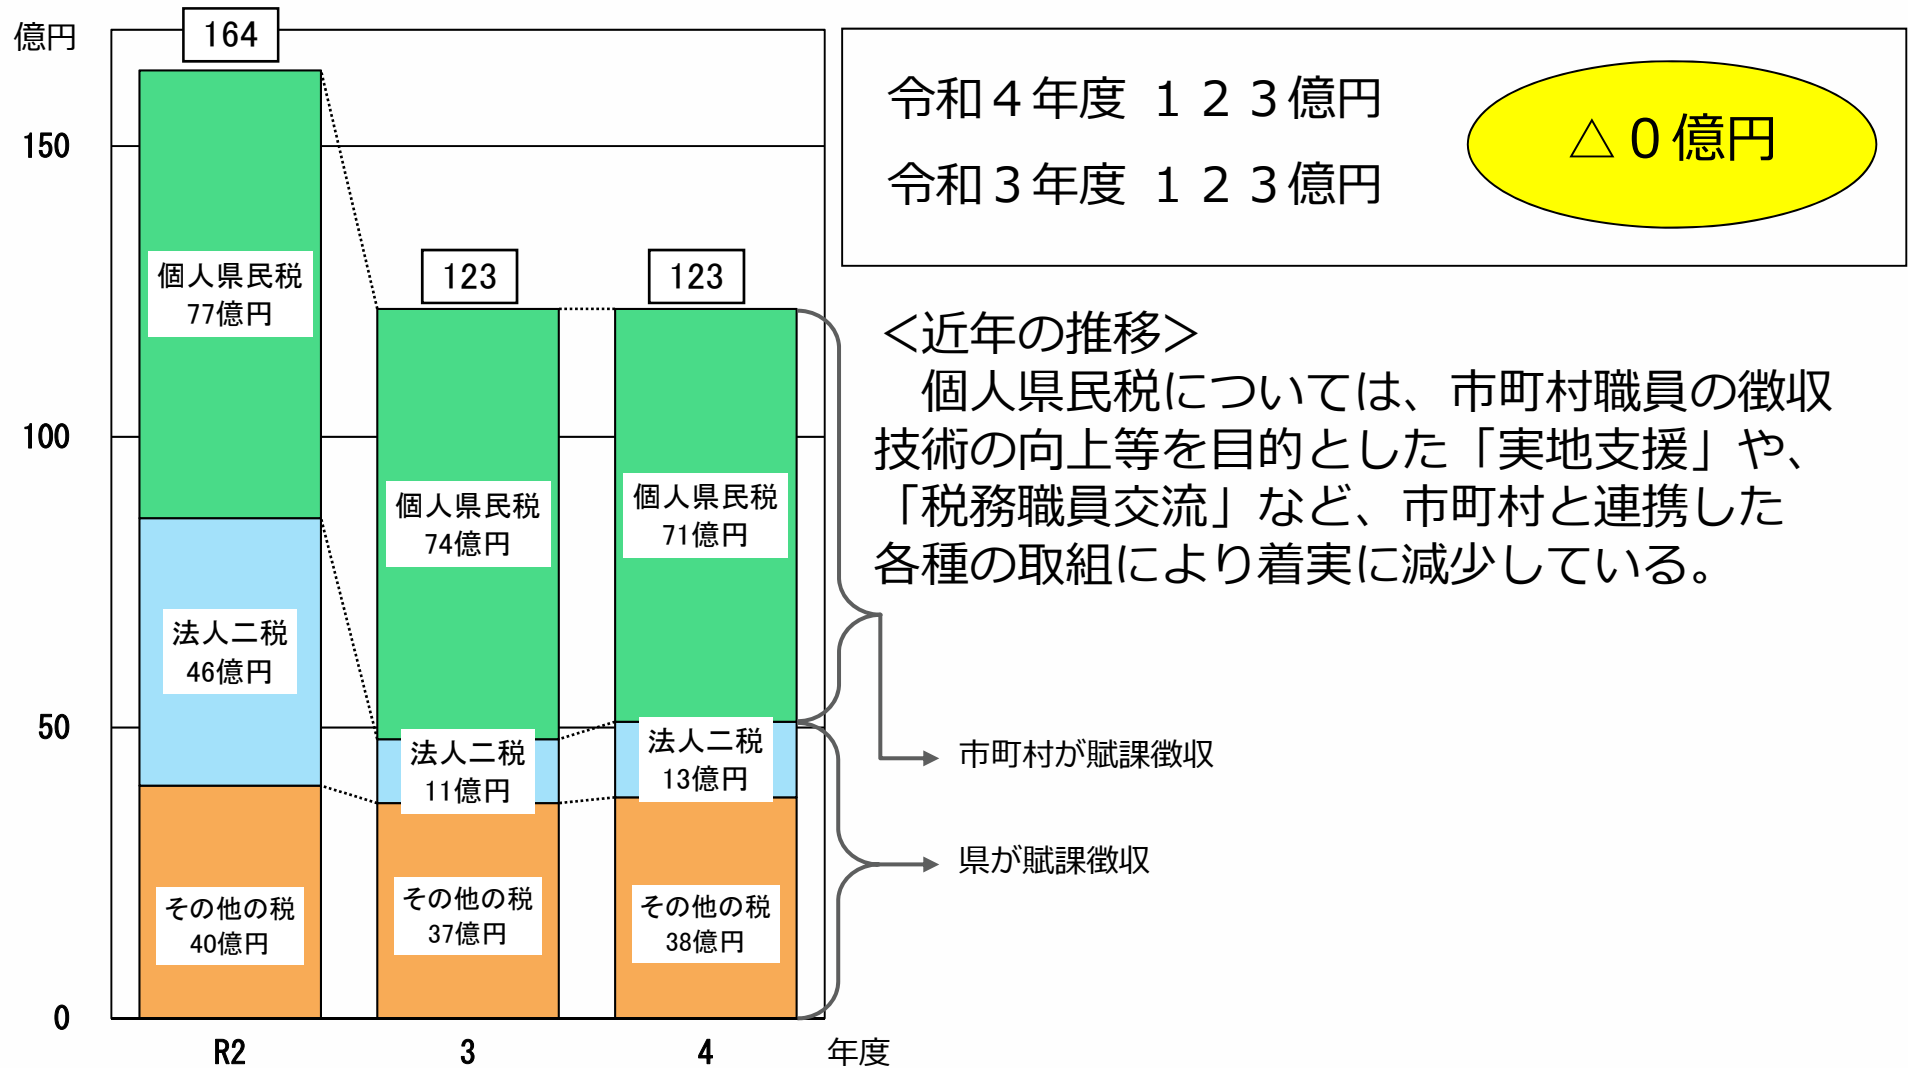 億円
164
150
100
50
0
個人県民税
77億円
法人二税
46億円
その他の税
40億円
123
個人県民税
74億円
法人二税
11億円
その他の税
37億円
123
個人県民税
71億円
法人二税
13億円
その他の税
38億円
R2
3
4
年度
令和４年度 １２３億円
令和３年度 １２３億円
△０億円
＜近年の推移＞
個人県民税については、市町村職員の徴収
技術の向上等を目的とした「実地支援」や、
「税務職員交流」など、市町村と連携した
各種の取組により着実に減少している。
市町村が賦課徴収
県が賦課徴収